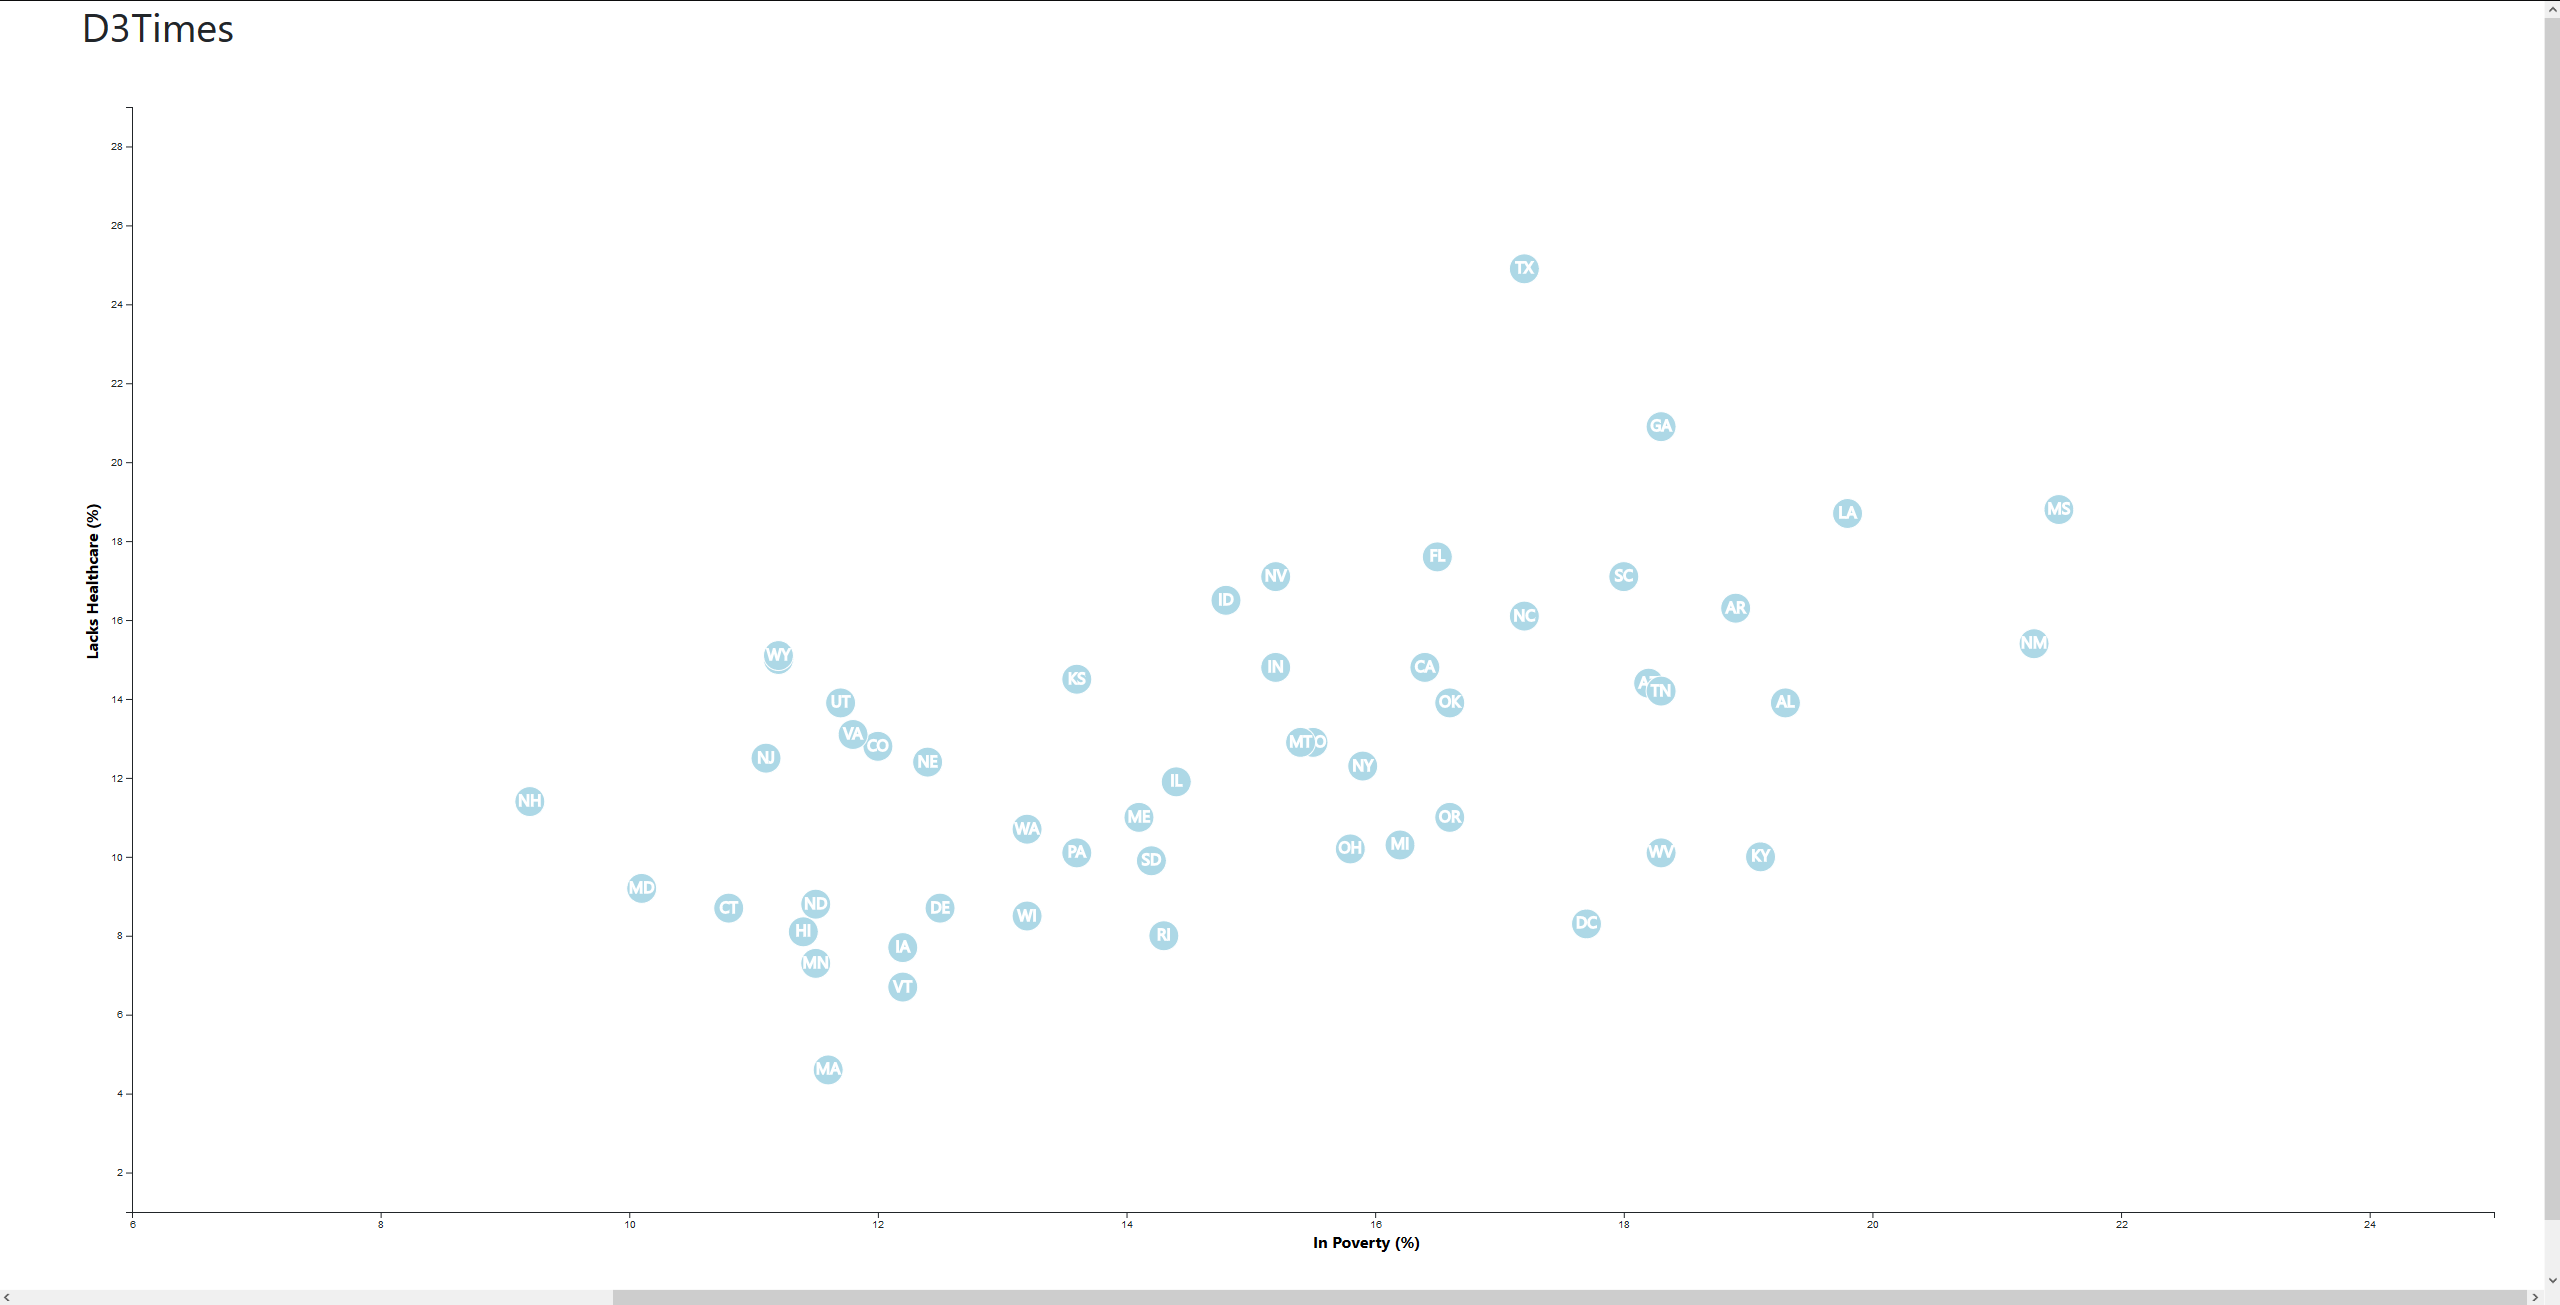 D3Times
28
26
TX
24
22
GA
20
LA MS
18
FL
NV SC
ID
AR
NC
16
NM
WY
IN CA
KS
TN
14
UT OK AL
VA
CO MT
NJ NE NY
12
IL
NH
ME OR
WA
MI
OH
PA WV
10
SD KY
MD
ND
CT DE
WI
DC
HI
8
RI
IA
MN
VT
6
MA
4
2
Lacks Healthcare (%)
6 8 10 12 14 16 18 20 22 24
In Poverty (%)